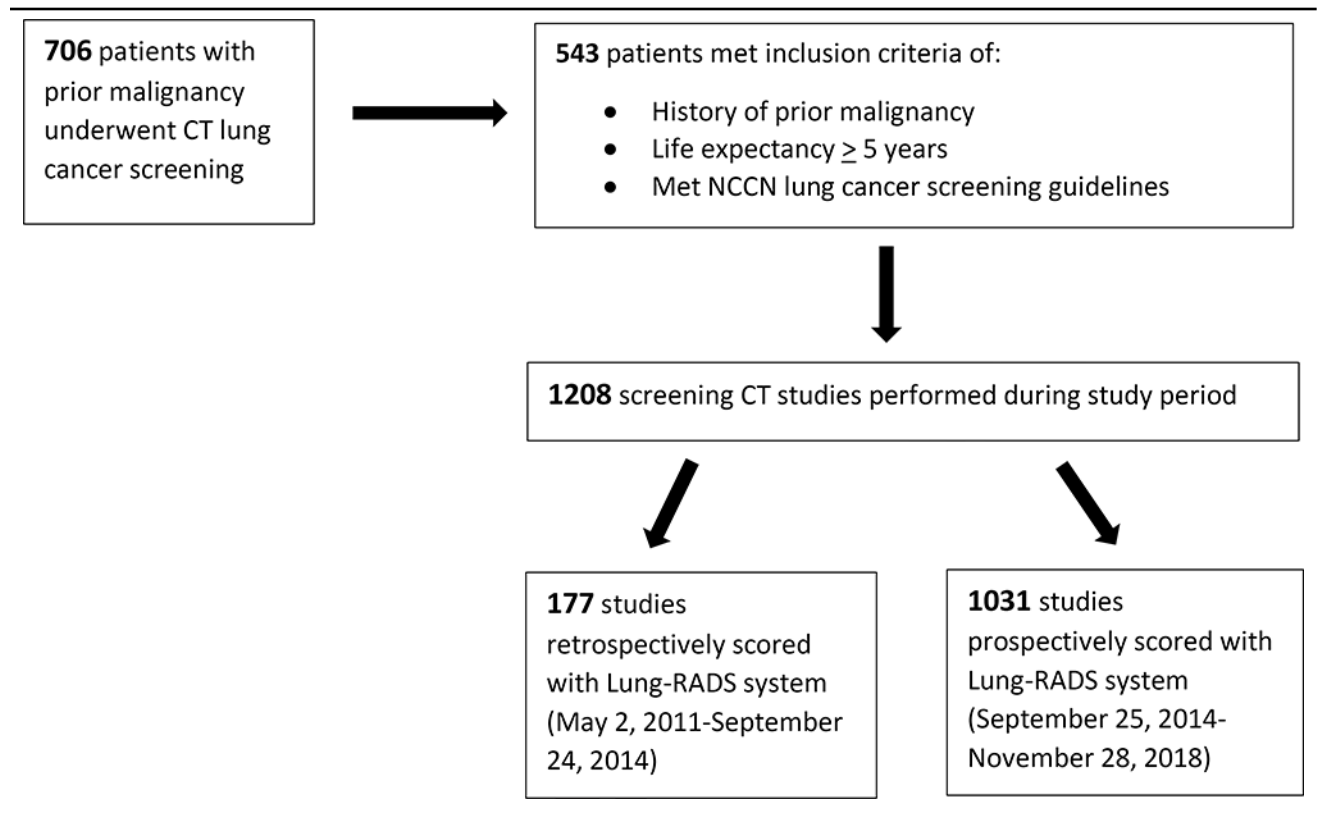 706 patients with
prior malignancy
underwent CT lung
cancer screening
543 patients met inclusion criteria of:
• History of prior malignancy
• Life expectancy ≥ 5 years
• Met NCCN lung cancer screening guidelines
1208 screening CT studies performed during study period
177 studies
retrospectively scored
with Lung-RADS system
(May 2, 2011-September
24, 2014)
1031 studies
prospectively scored with
Lung-RADS system
(September 25, 2014-
November 28, 2018)